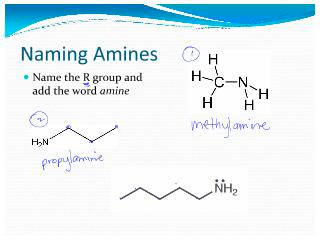 Naming Amines
Name the R group and
add the word amine
①
H
H C N H
H H
methylamine
②
H₂N
propylamine
NH₂